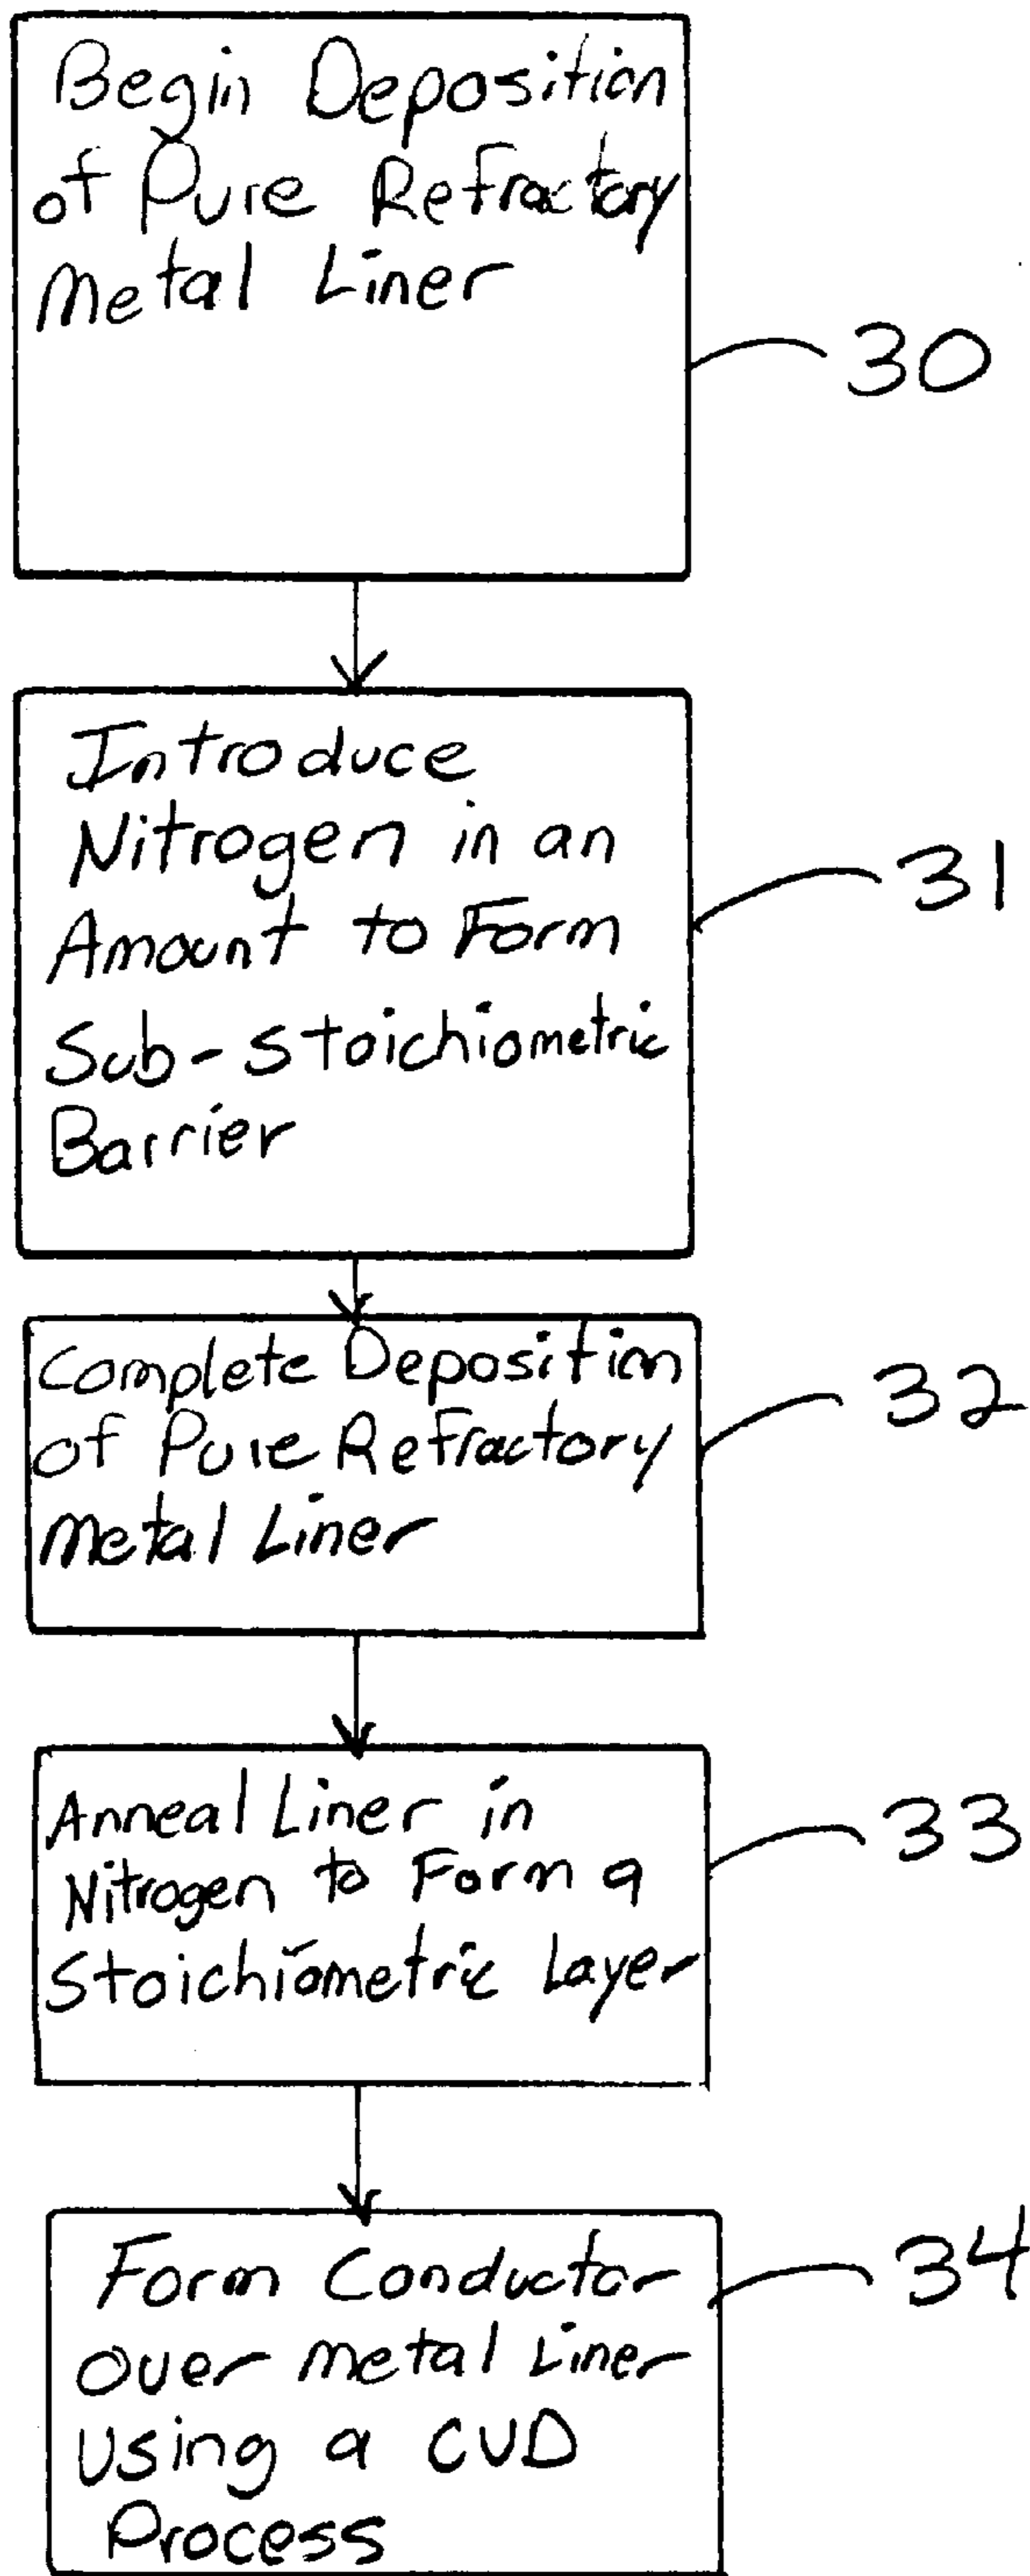 Begin Deposition
of Pure Refractory
Metal Liner
30
Introduce
Nitrogen in an
Amount to Form
Sub-stoichiometric
Barrier
31
Complete Deposition
of Pure Refractory
Metal Liner
32
Anneal Liner in
Nitrogen to Form a
Stoichiometric Layer
33
Form Conductor
over metal Liner
Using a CVD
Process
34